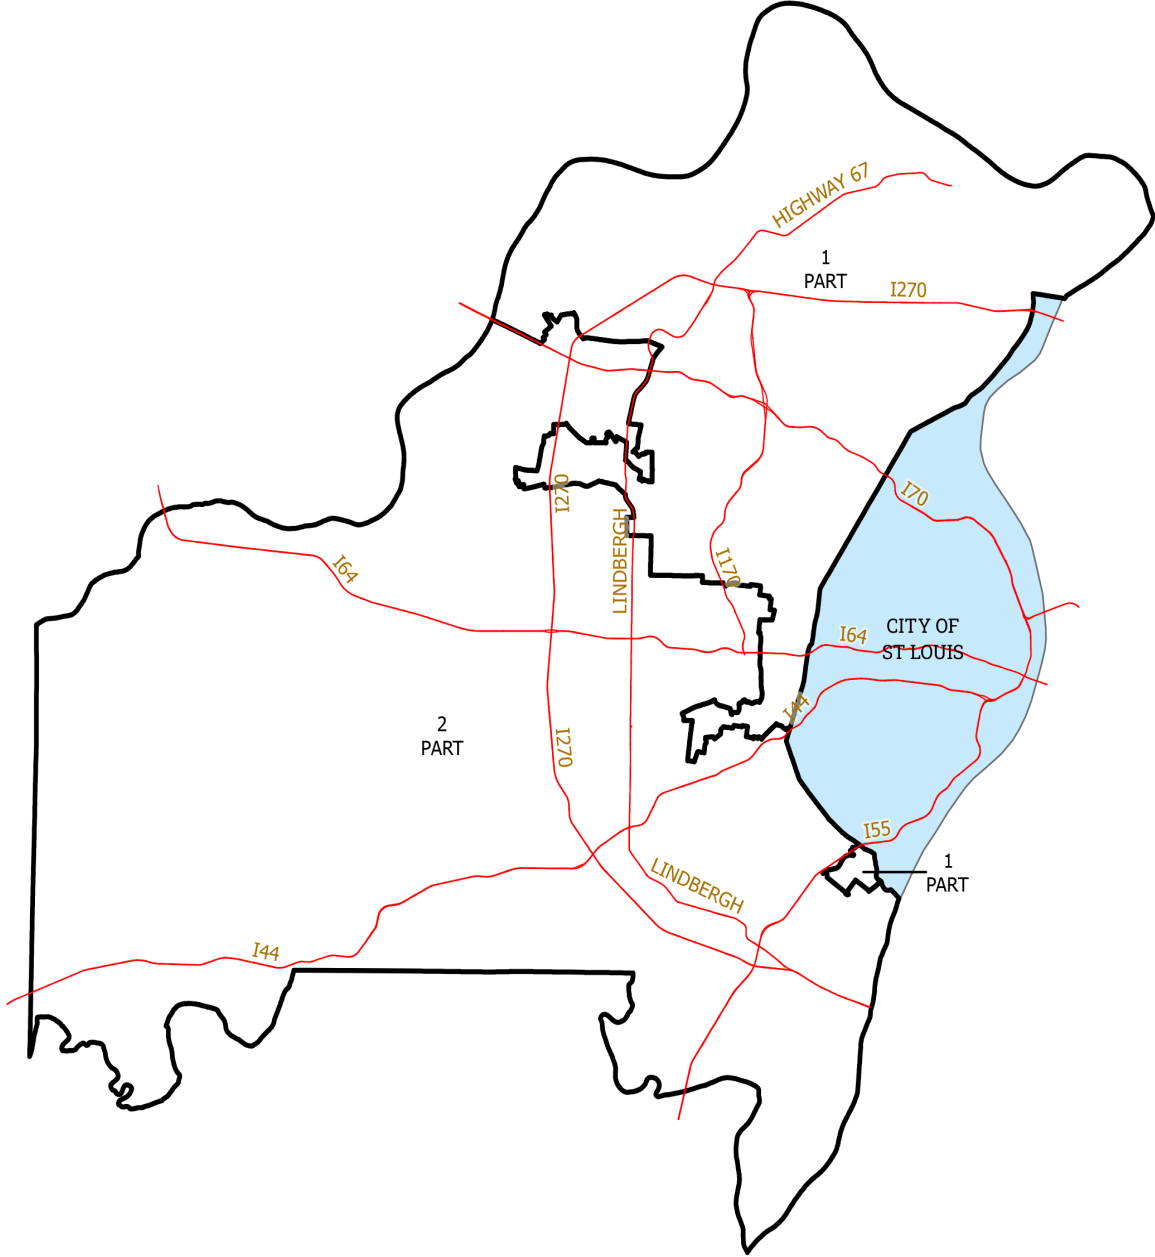 HIGHWAY 67
1
PART
I270
I270
I70
I64
LINDBERGH
I170
CITY OF
ST LOUIS
I64
I44
2
PART
I270
I55
1
PART
LINDBERGH
I44